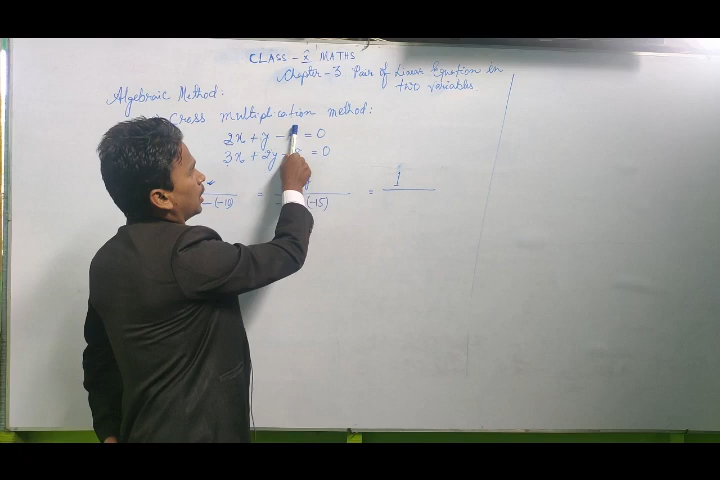 CLASS - X MATHS
Chapter - 3 Pair of Linear Equation in
two variables.
Algebraic Method:
Cross multiplication method:
2x + y - = 0
3x + 2y - = 0
- (-10) = (-15) = 1